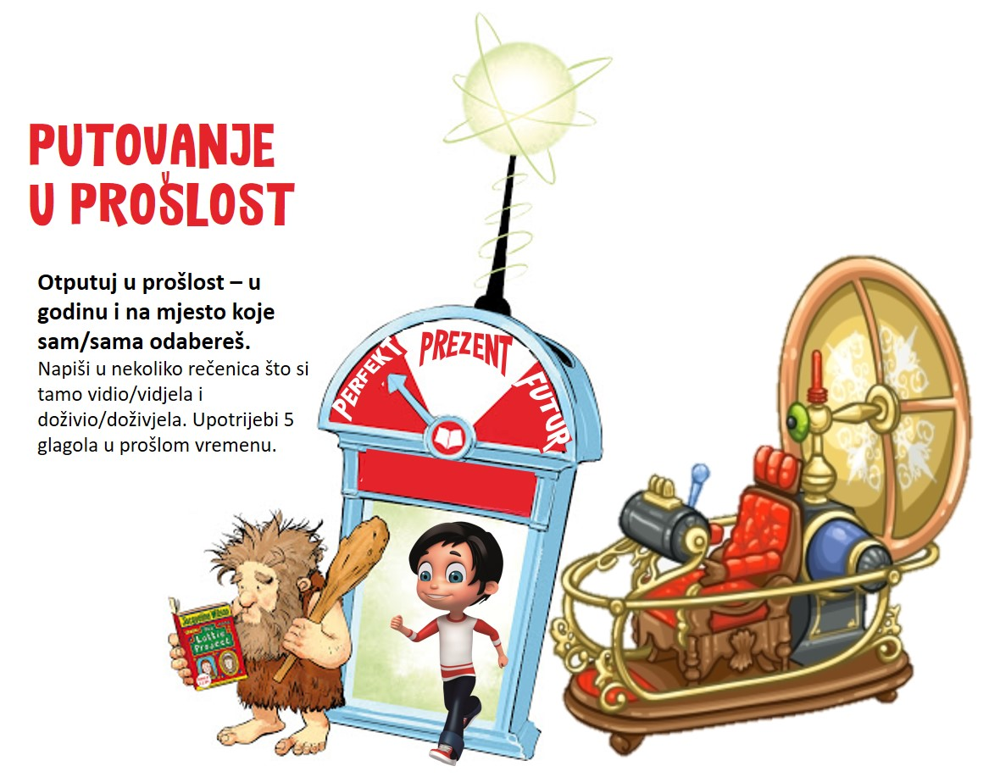 PUTOVANJE
U PROŠLOST
Otputuj u prošlost – u
godinu i na mjesto koje
sam/sama odabereš.
Napiši u nekoliko rečenica što si
tamo vidio/vidjela i
doživio/doživjela. Upotrijebi 5
glagola u prošlom vremenu.
PERFEKT
PREZENT
FUTUR
Jacqueline Wilson
The
Lottie
Project